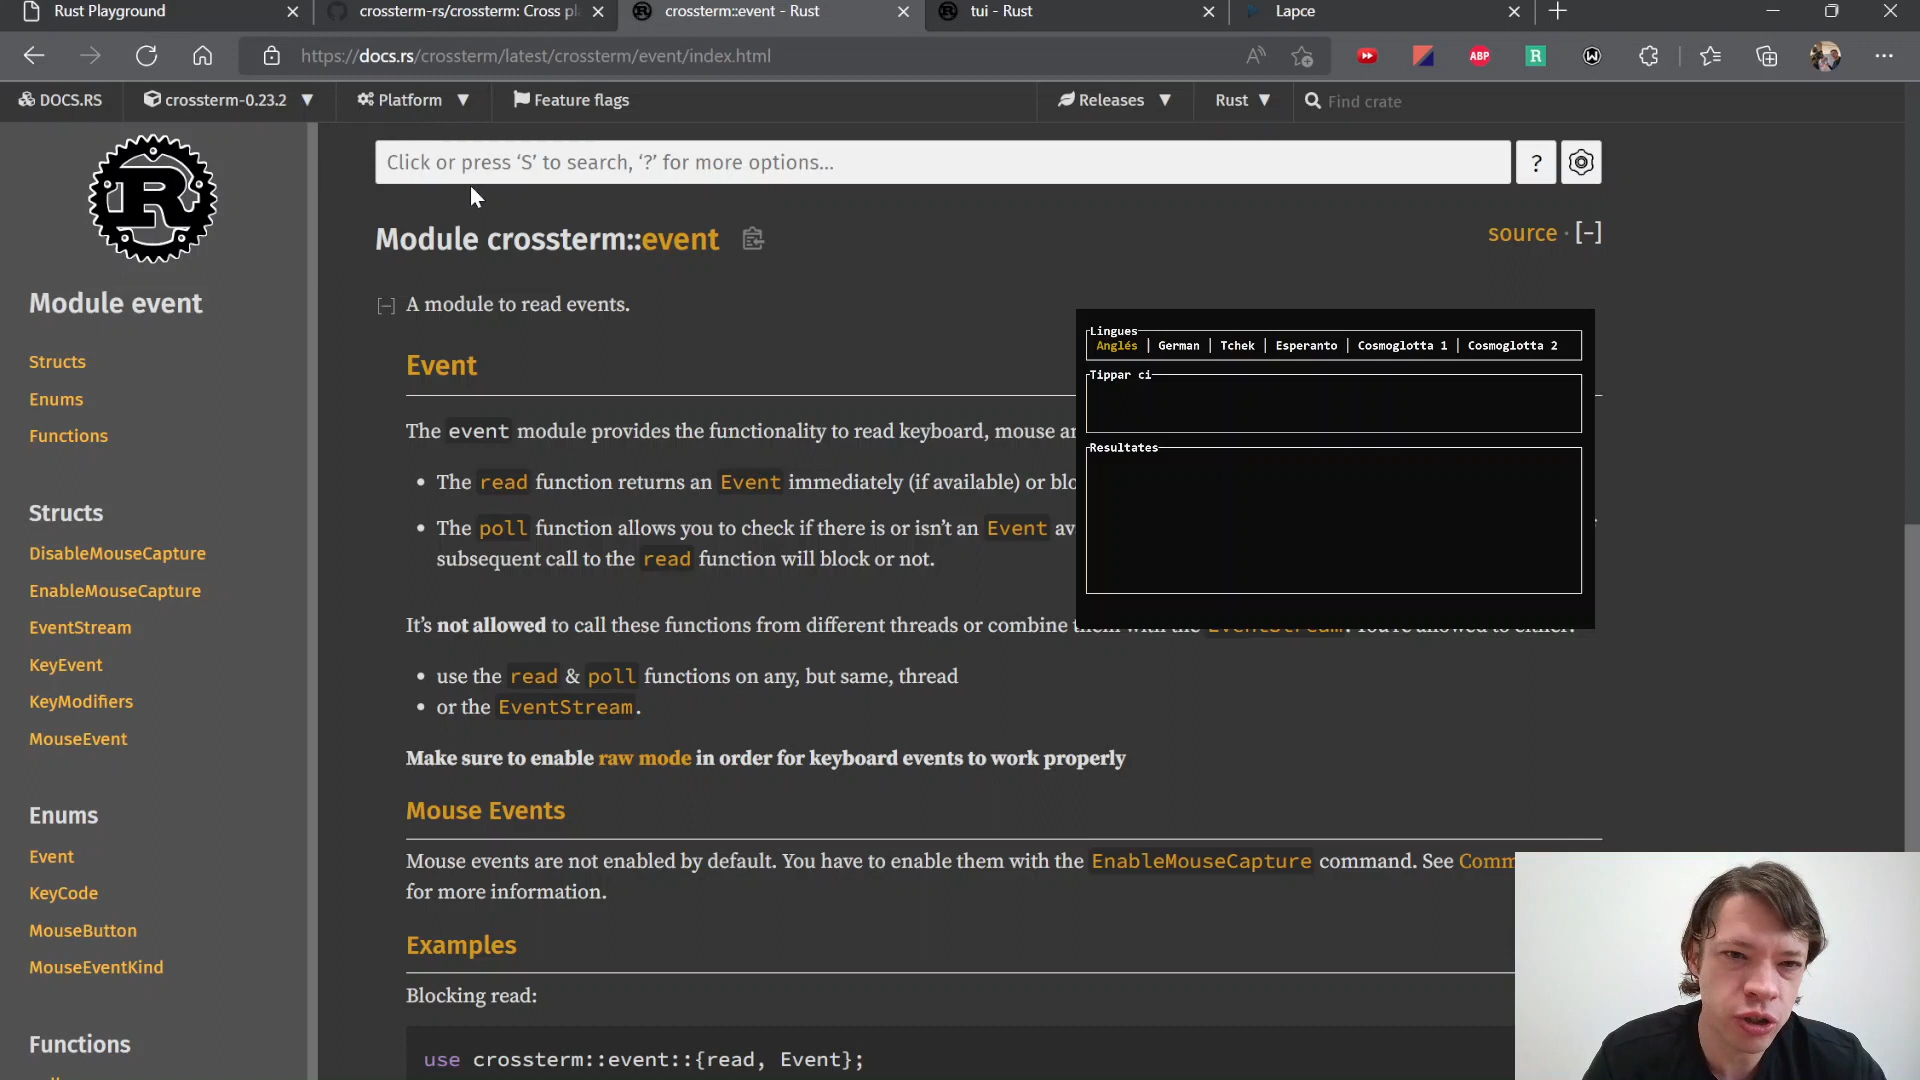 Rust Playground
crossterm-rs/crossterm: Cross pl
crossterm::event - Rust
tui - Rust
Lapce
https://docs.rs/crossterm/latest/crossterm/event/index.html
ABP
R
DOCS.RS
crossterm-0.23.2
Platform
Feature flags
Releases
Rust
Find crate
Click or press ‘S’ to search, ‘?’ for more options…
?
R
Module crossterm::event
source · [−]
Module event
[−] A module to read events.
Structs
Enums
Functions
Event
The event module provides the functionality to read keyboard, mouse
The read function returns an Event immediately (if available) or
The poll function allows you to check if there is or isn’t an Event
subsequent call to the read function will block or not.
It’s not allowed to call these functions from different threads or combine them with the EventStream. You’re allowed to either:
use the read & poll functions on any, but same, thread
or the EventStream.
Make sure to enable raw mode in order for keyboard events to work properly
Mouse Events
Mouse events are not enabled by default. You have to enable them with the EnableMouseCapture command. See Comm
for more information.
Examples
Blocking read:
use crossterm::event::{read, Event};
Structs
DisableMouseCapture
EnableMouseCapture
EventStream
KeyEvent
KeyModifiers
MouseEvent
Enums
Event
KeyCode
MouseButton
MouseEventKind
Functions
Lingues
Anglés | German | Tchek | Esperanto | Cosmoglotta 1 | Cosmoglotta 2
Tippar ci
Resultates